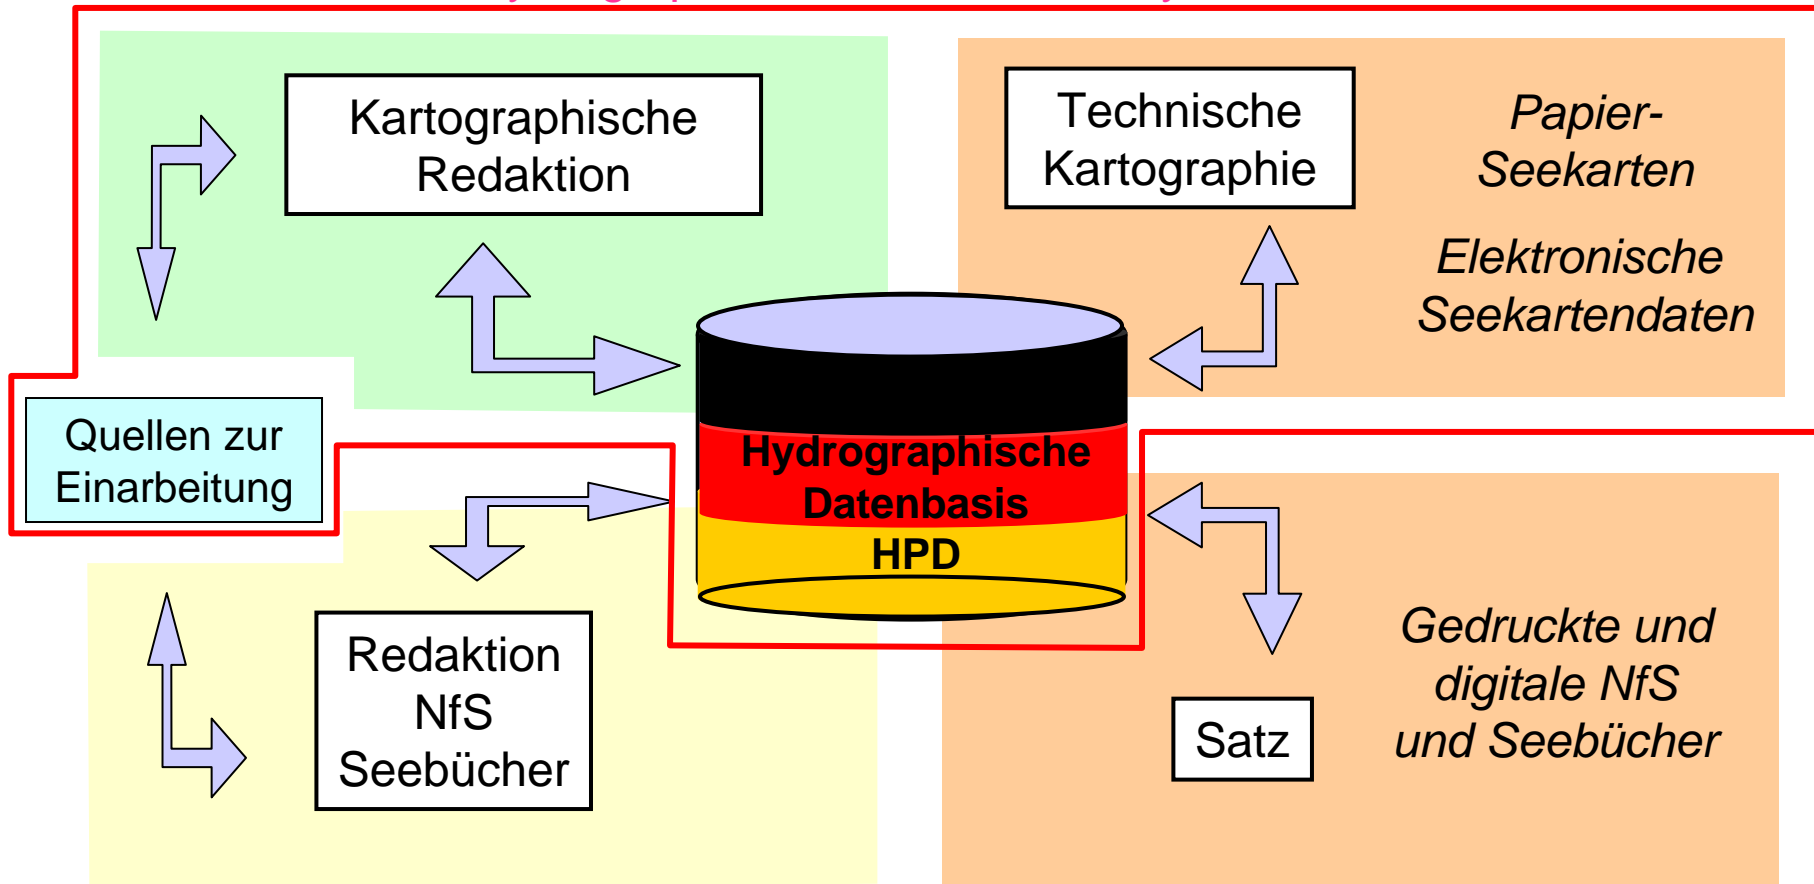 Kartographische
Redaktion
Technische
Kartographie
Papier-
Seekarten
Elektronische
Seekartendaten
Quellen zur
Einarbeitung
Hydrographische
Datenbasis
HPD
Redaktion
NfS
Seebücher
Satz
Gedruckte und
digitale NfS
und Seebücher